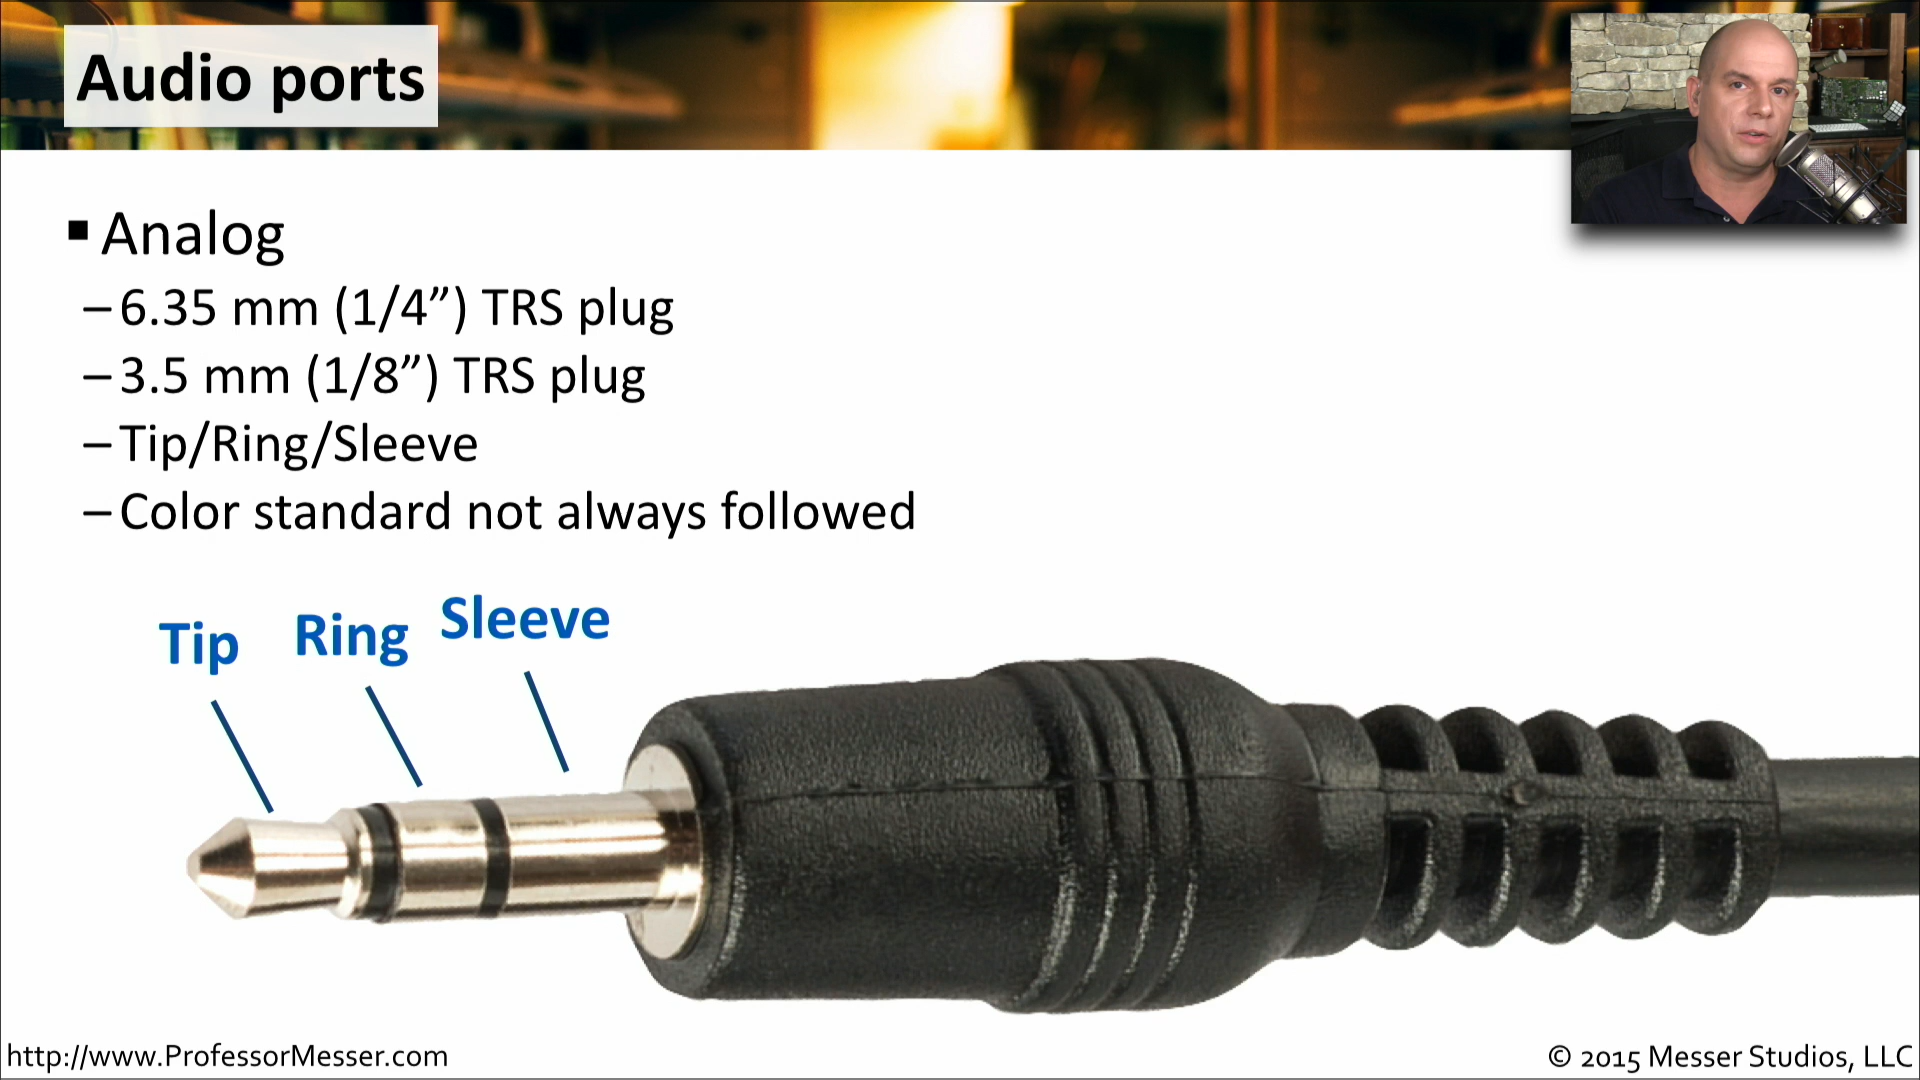 Audio ports
▪ Analog
– 6.35 mm (1/4”) TRS plug
– 3.5 mm (1/8”) TRS plug
– Tip/Ring/Sleeve
– Color standard not always followed
Tip Ring Sleeve
http://www.ProfessorMesser.com
© 2015 Messer Studios, LLC